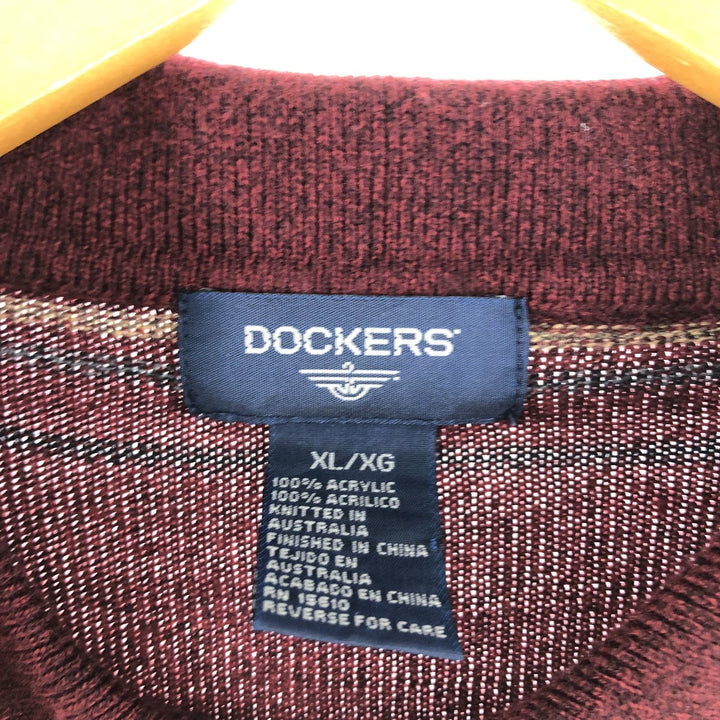 DOCKERS
XL/XG
100% ACRYLIC
100% ACRILICO
KNITTED IN
AUSTRALIA
FINISHED IN CHINA
TEJIDO EN
AUSTRALIA
ACABADO EN CHINA
RN 15610
REVERSE FOR CARE